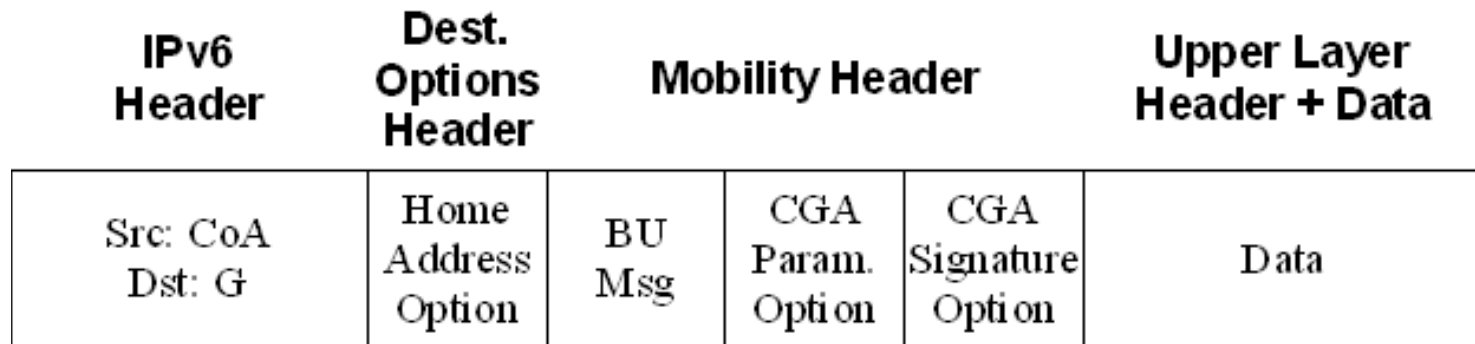 IPv6
Header
Dest.
Options
Header
Mobility Header
Upper Layer
Header + Data
Src: CoA
Dst: G
Home
Address
Option
BU
Msg
CGA
Param.
Option
CGA
Signature
Option
Data